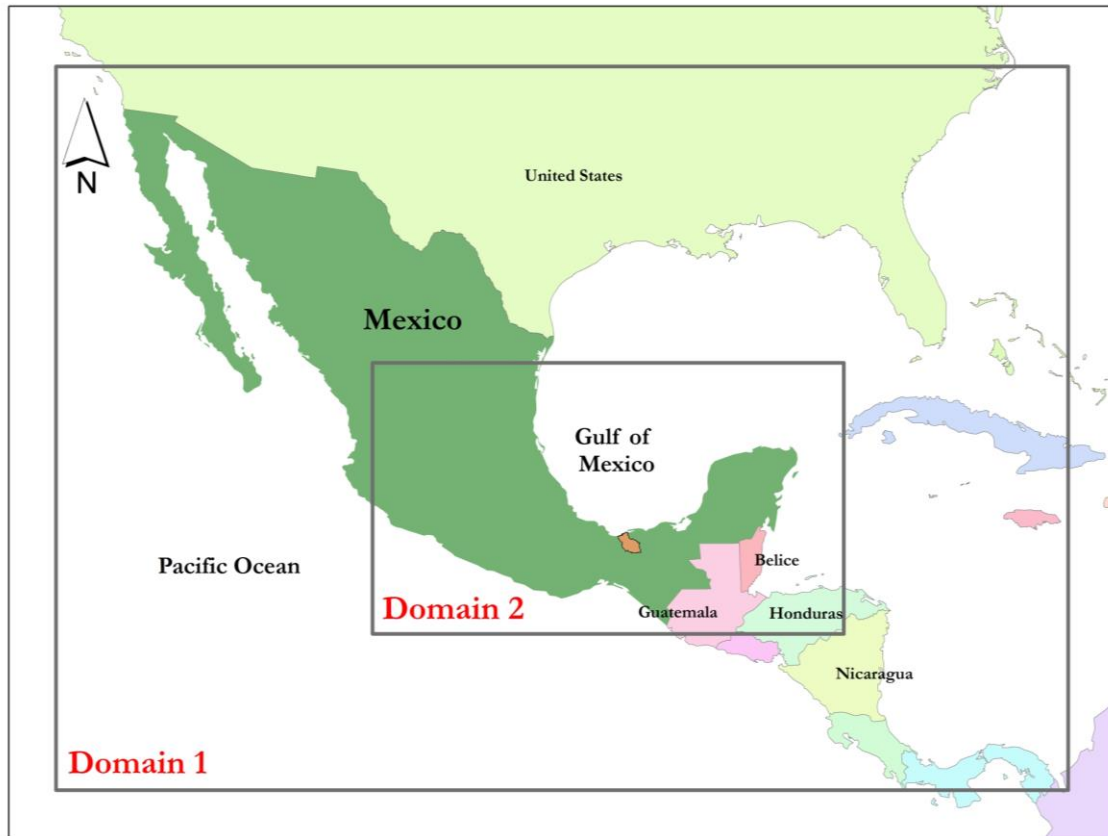 N
United States
Mexico
Gulf of
Mexico
Pacific Ocean
Belice
Domain 2
Guatemala
Honduras
Nicaragua
Domain 1